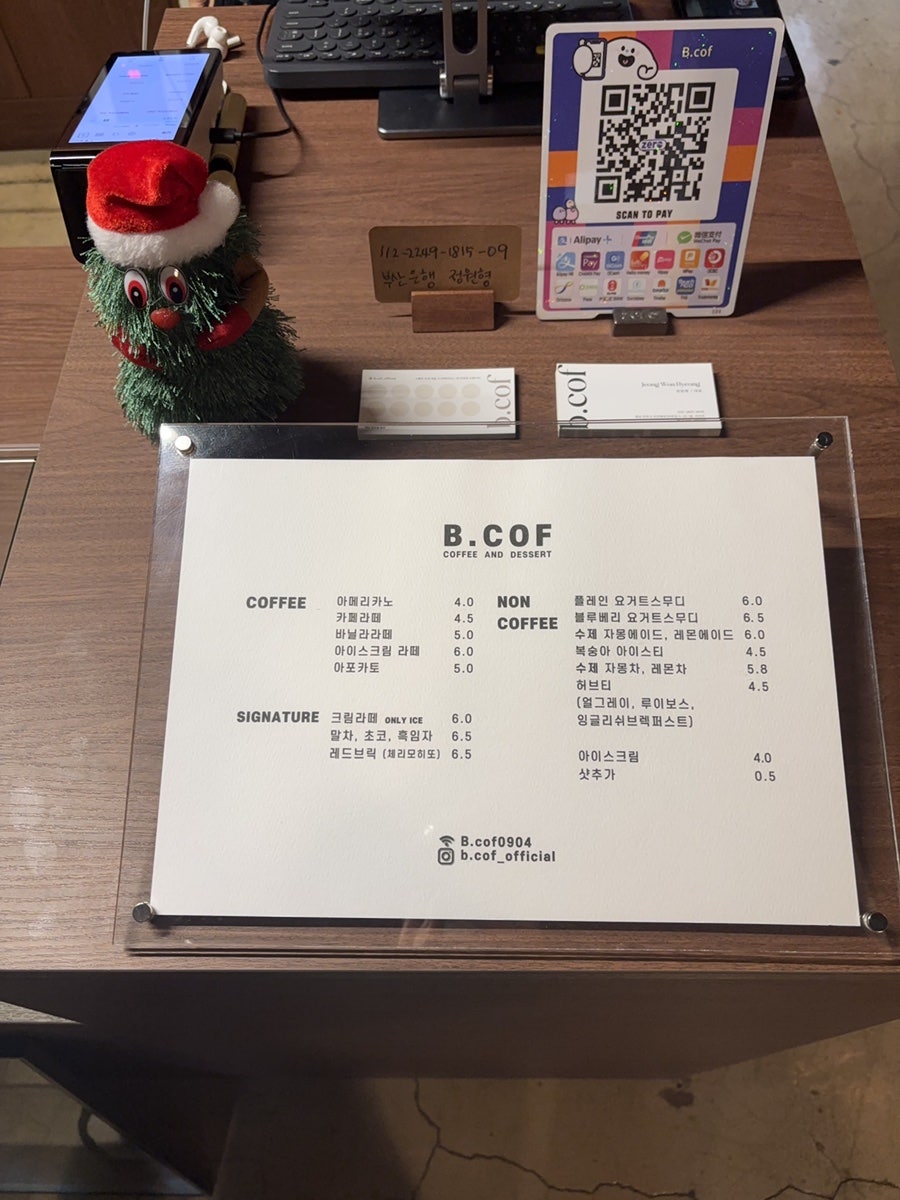 B.cof
zero
SCAN TO PAY
Alipay+
微信支付
WeChat Pay
112-2249-1815-09
부산은행 정원형
b.cof
b.cof
Jeong Won Hyeong
B.COF
COFFEE AND DESSERT
COFFEE
아메리카노 4.0
카페라떼 4.5
바닐라라떼 5.0
아이스크림 라떼 6.0
아포카토 5.0
SIGNATURE
크림라떼 ONLY ICE 6.0
말차, 초코, 흑임자 6.5
레드브릭 (체리모히또) 6.5
NON
COFFEE
플레인 요거트스무디 6.0
블루베리 요거트스무디 6.5
수제 자몽에이드, 레몬에이드 6.0
복숭아 아이스티 4.5
수제 자몽차, 레몬차 5.8
허브티 4.5
(얼그레이, 루이보스,
잉글리쉬브렉퍼스트)
아이스크림 4.0
샷추가 0.5
B.cof0904
b.cof_official